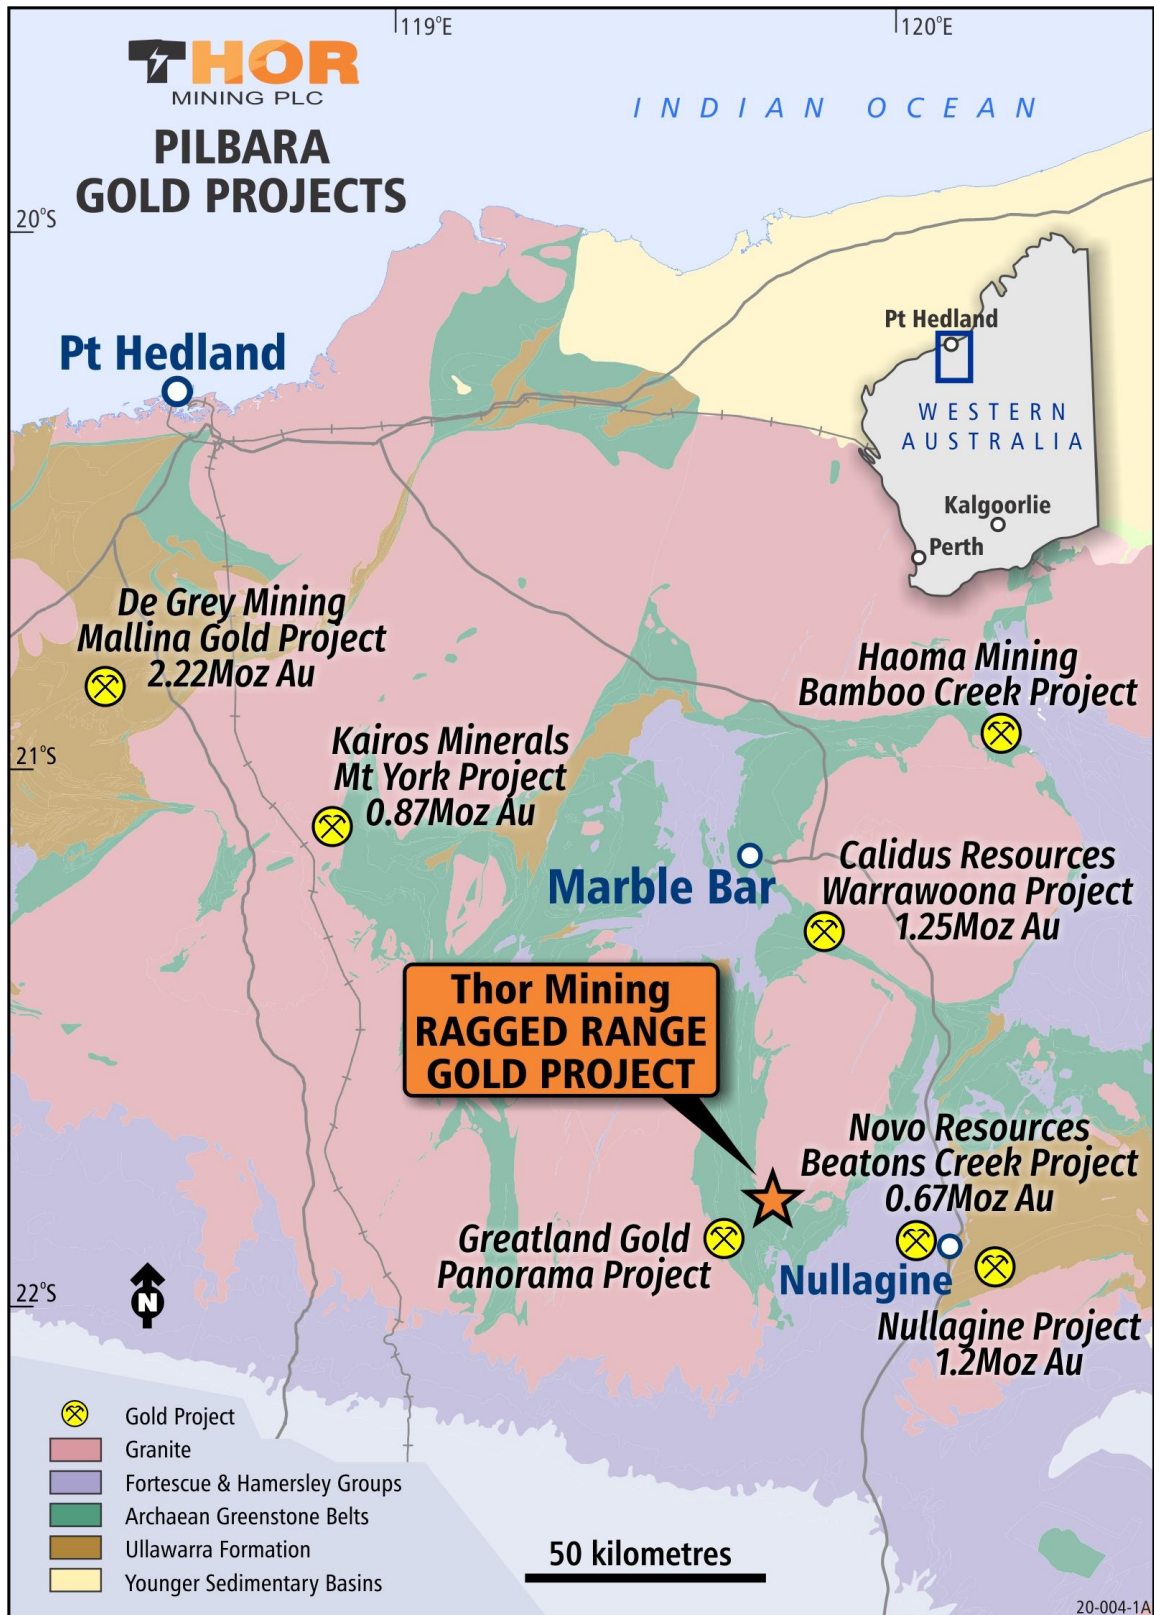 119°E
120°E
THOR
MINING PLC
PILBARA
GOLD PROJECTS
INDIAN OCEAN
20°S
Pt Hedland
Pt Hedland
WESTERN
AUSTRALIA
Kalgoorlie
Perth
De Grey Mining
Mallina Gold Project
2.22Moz Au
Haoma Mining
Bamboo Creek Project
21°S
Kairos Minerals
Mt York Project
0.87Moz Au
Marble Bar
Calidus Resources
Warrawoona Project
1.25Moz Au
Thor Mining
RAGGED RANGE
GOLD PROJECT
Novo Resources
Beatons Creek Project
0.67Moz Au
Greatland Gold
Panorama Project
Nullagine
22°S
N
Nullagine Project
1.2Moz Au
Gold Project
Granite
Fortescue & Hamersley Groups
Archaean Greenstone Belts
Ullawarra Formation
Younger Sedimentary Basins
50 kilometres
20-004-1A